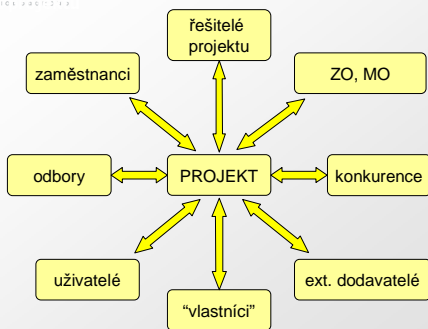 řešitelé
projektu
zaměstnanci
ZO, MO
odbory
PROJEKT
konkurence
uživatelé
ext. dodavatelé
"vlastníci"